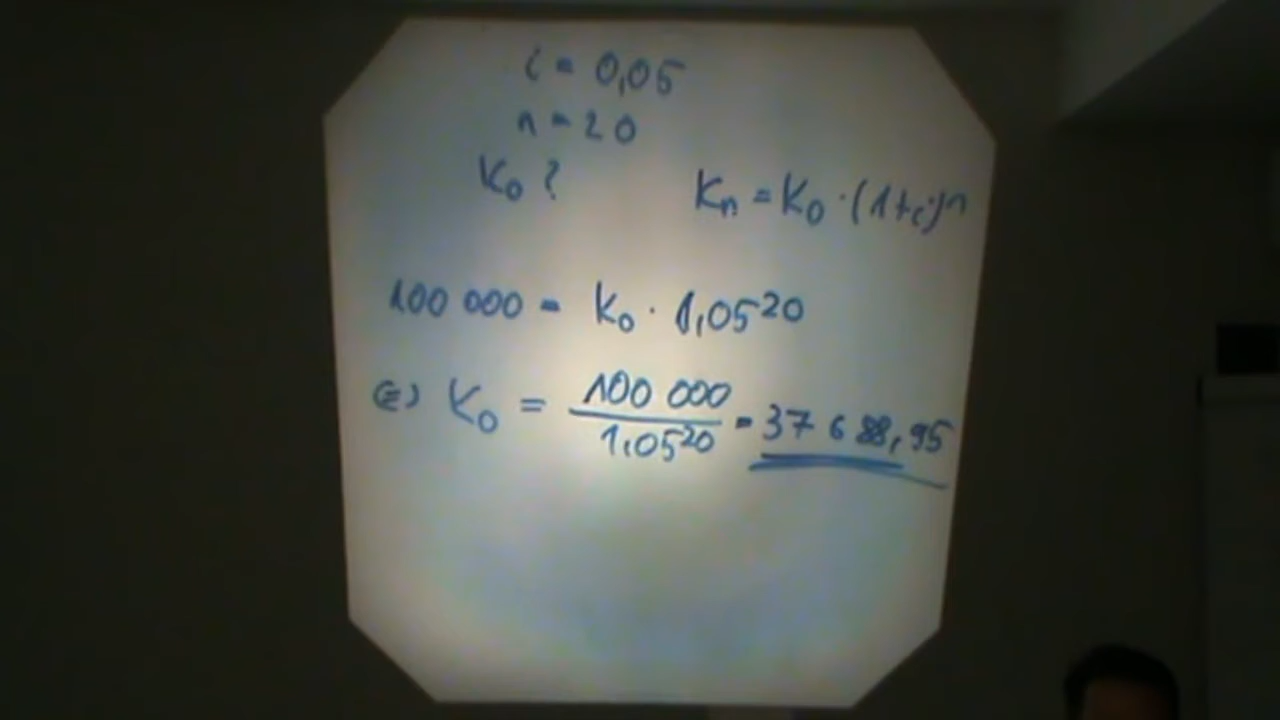 i = 0,05
n = 20
K₀ ?
Kₙ = K₀ · (1+i)ⁿ
100 000 = K₀ · 1,05²⁰
⇔ K₀ = 100 000 / 1,05²⁰ = 37 688,95